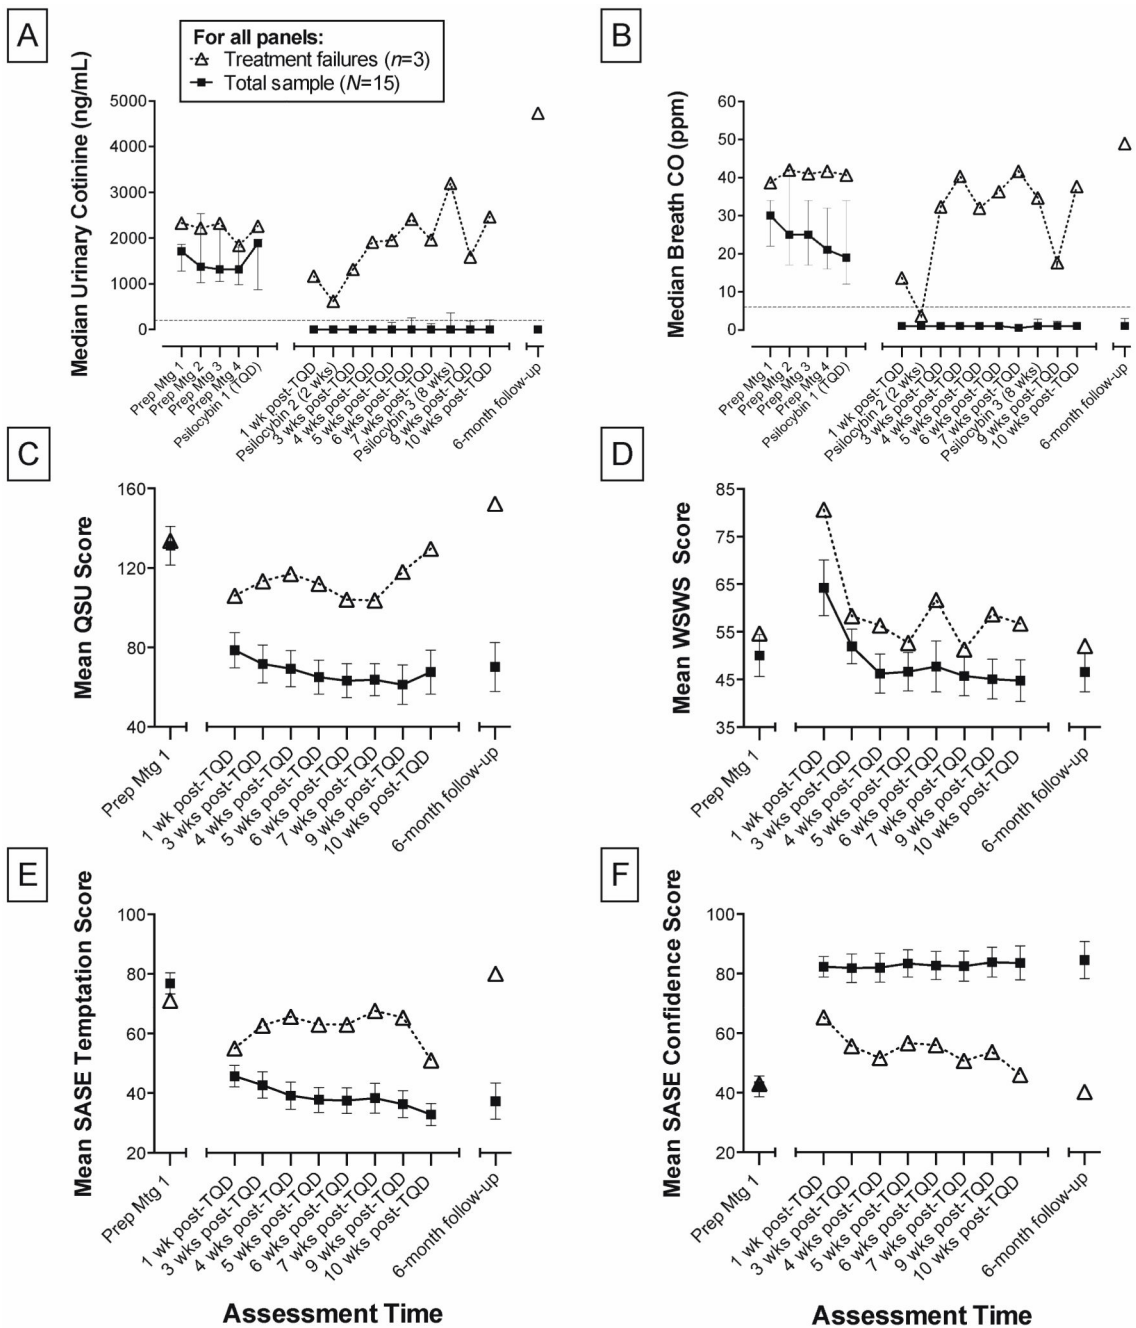 A
For all panels:
Treatment failures (n=3)
Total sample (N=15)
Median Urinary Cotinine (ng/mL)
5000
4000
3000
2000
1000
0
Prep Mtg 1
Prep Mtg 2
Prep Mtg 3
Prep Mtg 4
Psilocybin 1 (TQD)
1 wk post-TQD
Psilocybin 2 (2 wks)
3 wks post-TQD
4 wks post-TQD
5 wks post-TQD
6 wks post-TQD
7 wks post-TQD
Psilocybin 3 (8 wks)
9 wks post-TQD
10 wks post-TQD
6-month follow-up
B
Median Breath CO (ppm)
60
50
40
30
20
10
0
Prep Mtg 1
Prep Mtg 2
Prep Mtg 3
Prep Mtg 4
Psilocybin 1 (TQD)
1 wk post-TQD
Psilocybin 2 (2 wks)
3 wks post-TQD
4 wks post-TQD
5 wks post-TQD
6 wks post-TQD
7 wks post-TQD
Psilocybin 3 (8 wks)
9 wks post-TQD
10 wks post-TQD
6-month follow-up
C
Mean QSU Score
160
120
80
40
Prep Mtg 1
1 wk post-TQD
3 wks post-TQD
4 wks post-TQD
5 wks post-TQD
6 wks post-TQD
7 wks post-TQD
9 wks post-TQD
10 wks post-TQD
6-month follow-up
D
Mean WSWS Score
85
75
65
55
45
35
Prep Mtg 1
1 wk post-TQD
3 wks post-TQD
4 wks post-TQD
5 wks post-TQD
6 wks post-TQD
7 wks post-TQD
9 wks post-TQD
10 wks post-TQD
6-month follow-up
E
Mean SASE Temptation Score
100
80
60
40
20
Prep Mtg 1
1 wk post-TQD
3 wks post-TQD
4 wks post-TQD
5 wks post-TQD
6 wks post-TQD
7 wks post-TQD
9 wks post-TQD
10 wks post-TQD
6-month follow-up
Assessment Time
F
Mean SASE Confidence Score
100
80
60
40
20
Prep Mtg 1
1 wk post-TQD
3 wks post-TQD
4 wks post-TQD
5 wks post-TQD
6 wks post-TQD
7 wks post-TQD
9 wks post-TQD
10 wks post-TQD
6-month follow-up
Assessment Time